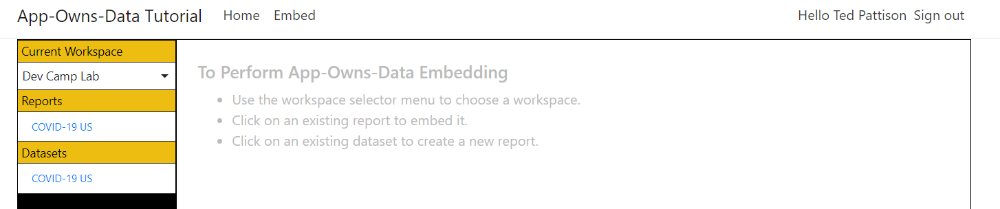 App-Owns-Data Tutorial Home Embed Hello Ted Pattison Sign out
Current Workspace
Dev Camp Lab
Reports
COVID-19 US
Datasets
COVID-19 US
To Perform App-Owns-Data Embedding
• Use the workspace selector menu to choose a workspace.
• Click on an existing report to embed it.
• Click on an existing dataset to create a new report.